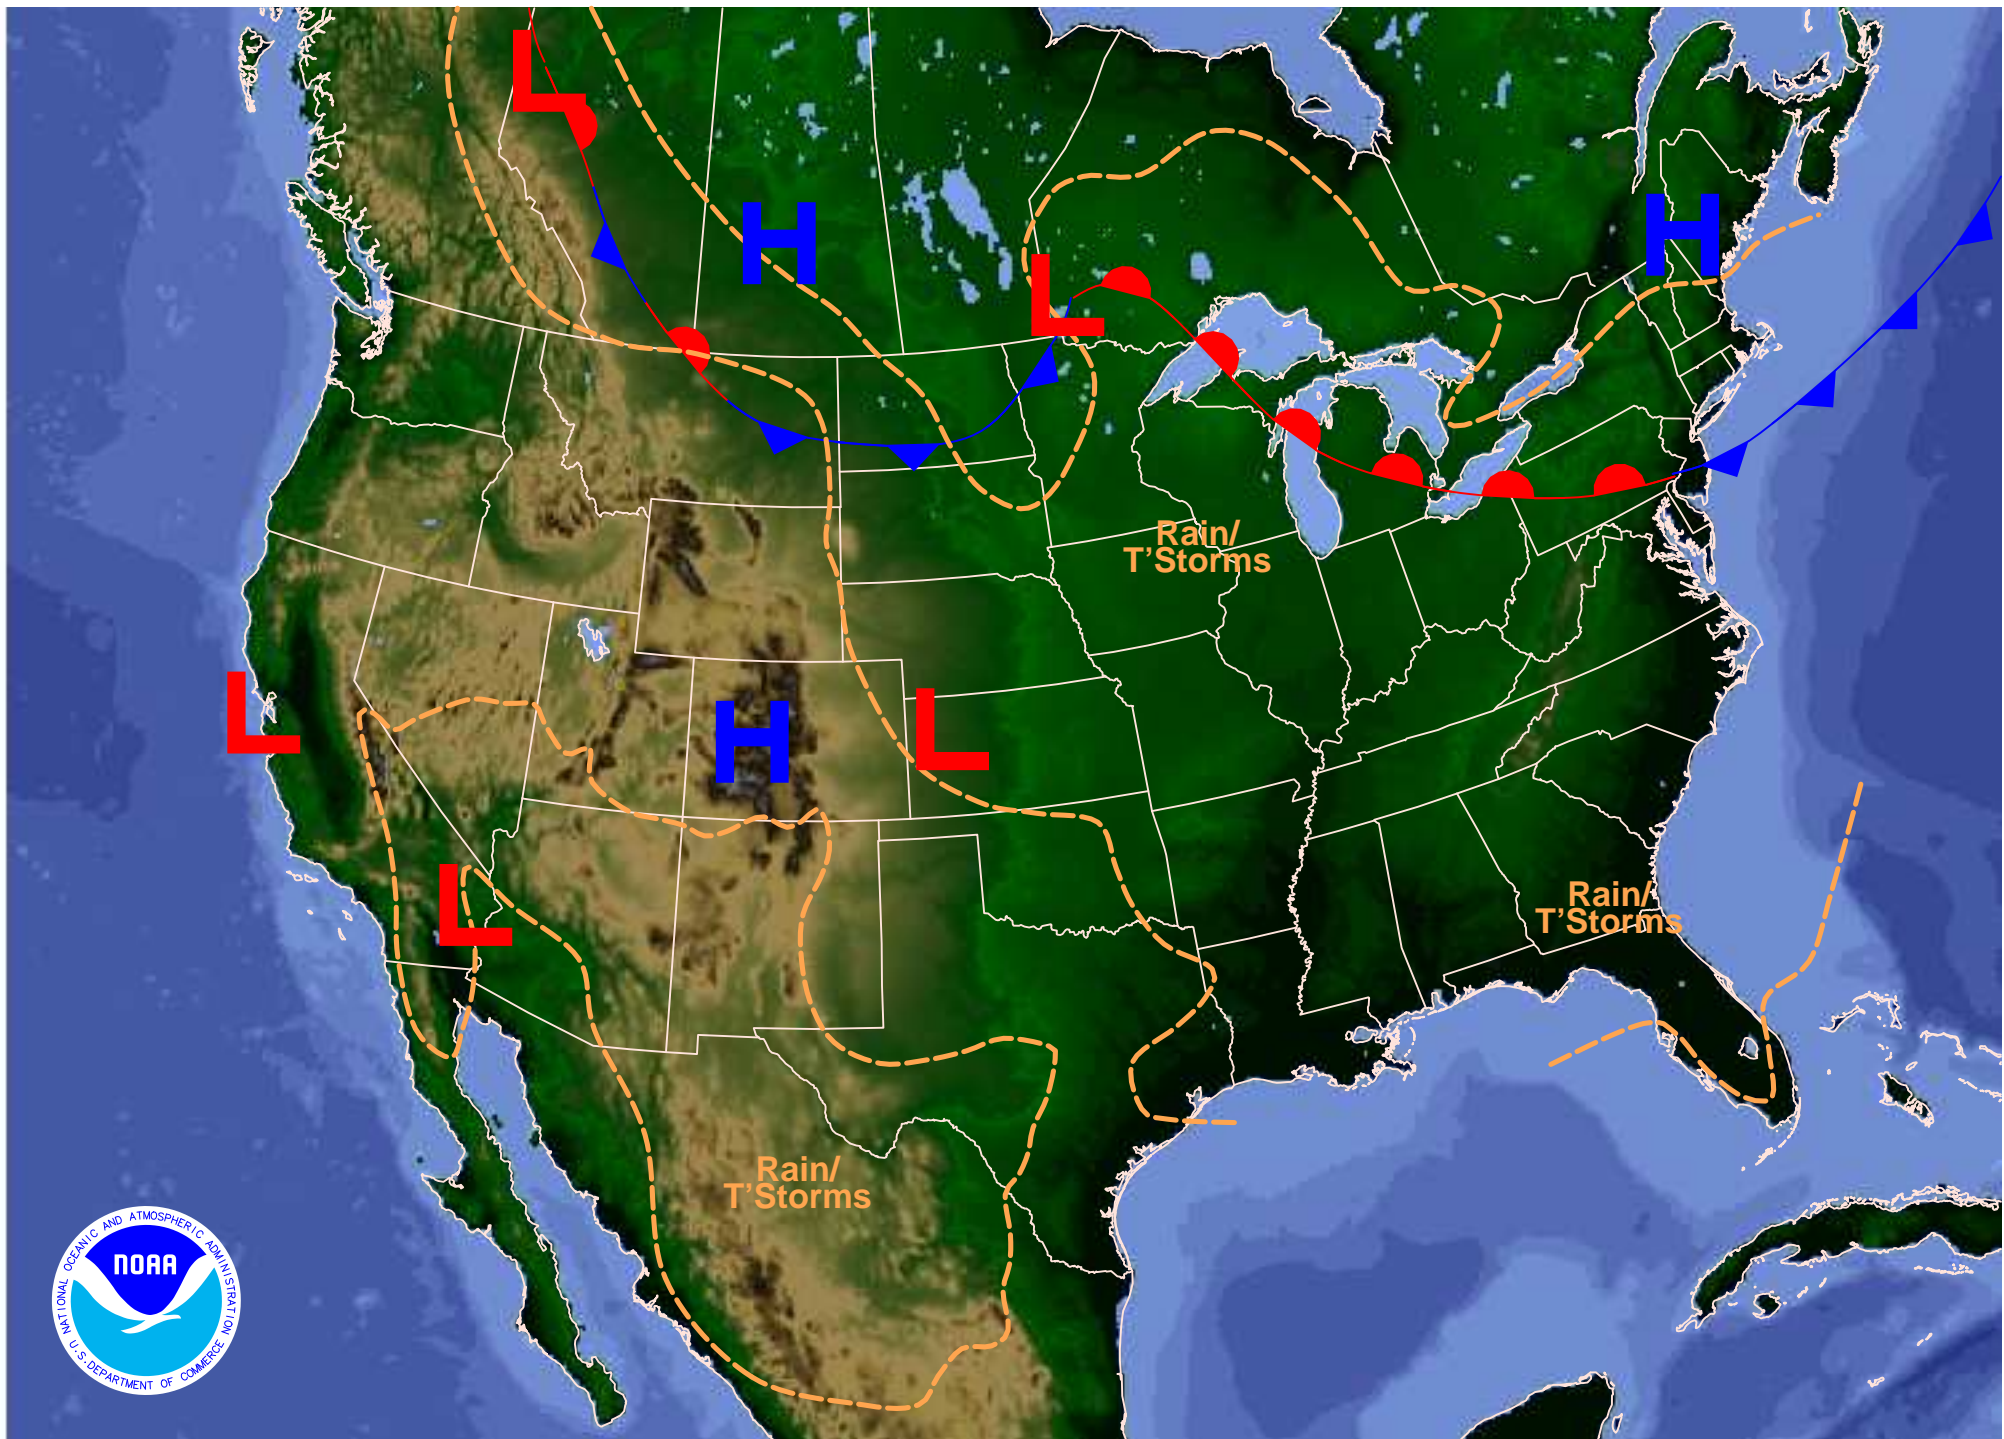 L
H
H
L
Rain/
T'Storms
L
H
L
L
Rain/
T'Storms
Rain/
T'Storms
NATIONAL OCEANIC AND ATMOSPHERIC ADMINISTRATION
NOAA
U.S. DEPARTMENT OF COMMERCE